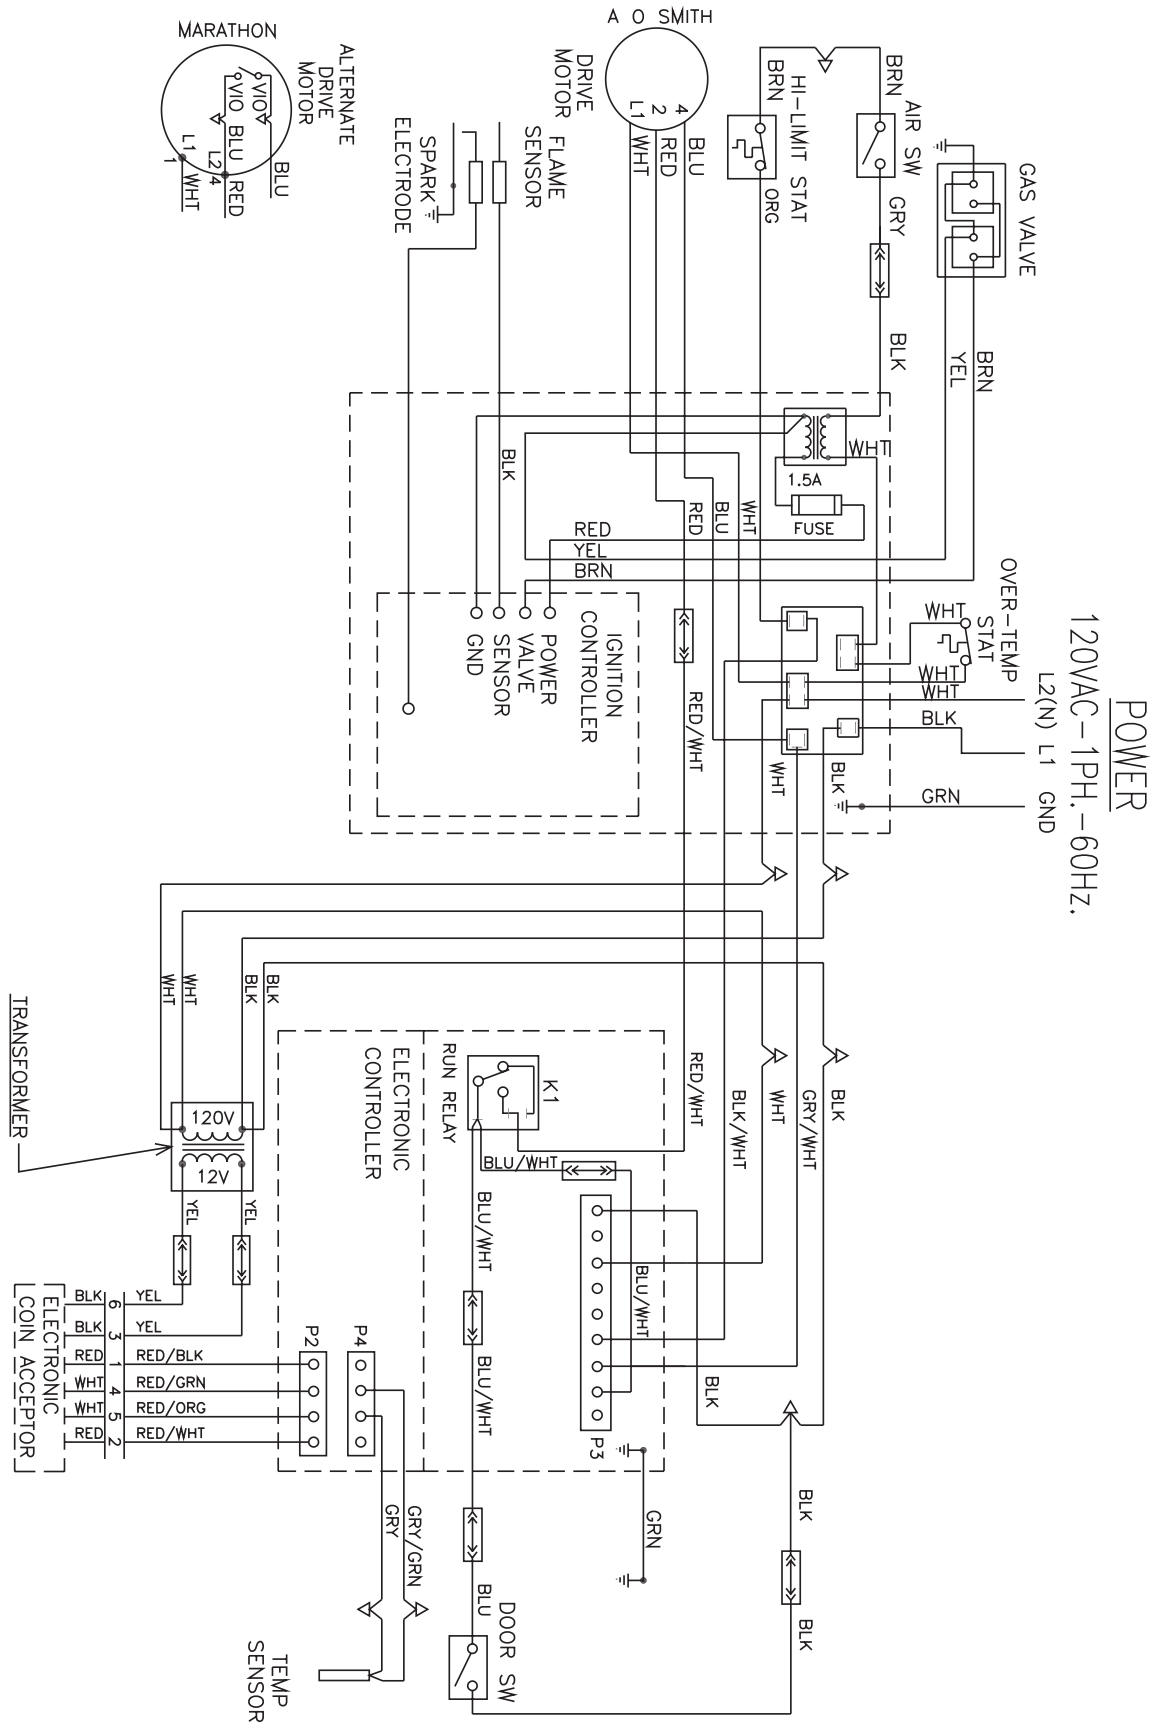 A O SMITH
MARATHON
ALTERNATE
DRIVE
MOTOR
VIO
VIO
BLU
BLU
L1
1
L2
4
WHT
RED
DRIVE
MOTOR
L1
2
4
WHT
RED
BLU
SPARK
ELECTRODE
FLAME
SENSOR
BRN
HI-LIMIT STAT
ORG
BRN
AIR SW
GRY
BLK
GAS VALVE
BRN
YEL
WHT
1.5A
FUSE
BLK
RED
YEL
BRN
RED
BLU
WHT
OVER-TEMP
STAT
WHT
WHT
WHT
BLK
GRN
POWER
120VAC-1PH.-60Hz.
L2(N)
L1
GND
IGNITION
CONTROLLER
POWER
VALVE
SENSOR
GND
RED/WHT
WHT
BLK
WHT
WHT
BLK
BLK
TRANSFORMER
120V
12V
YEL
YEL
ELECTRONIC
CONTROLLER
RUN RELAY
K1
RED/WHT
BLK/WHT
WHT
GRY/WHT
BLK
BLU/WHT
BLU/WHT
BLU/WHT
BLU/WHT
P3
BLK
P2
P4
BLK 6 YEL
BLK 3 YEL
RED 1 RED/BLK
WHT 4 RED/GRN
WHT 5 RED/ORG
RED 2 RED/WHT
ELECTRONIC
COIN ACCEPTOR
GRY
GRY/GRN
GRN
BLK
BLK
BLU
DOOR SW
TEMP
SENSOR